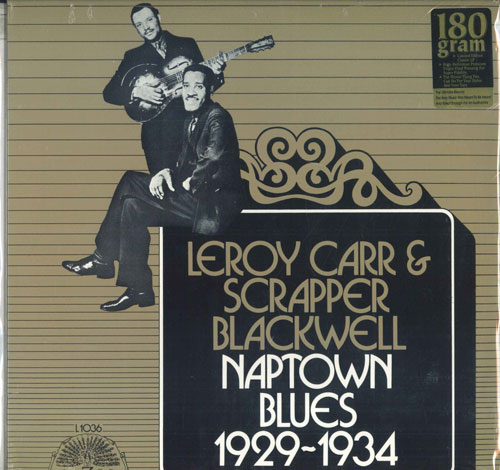 180
gram
LEROY CARR &
SCRAPPER
BLACKWELL
NAPTOWN
BLUES
1929~1934
L 1036